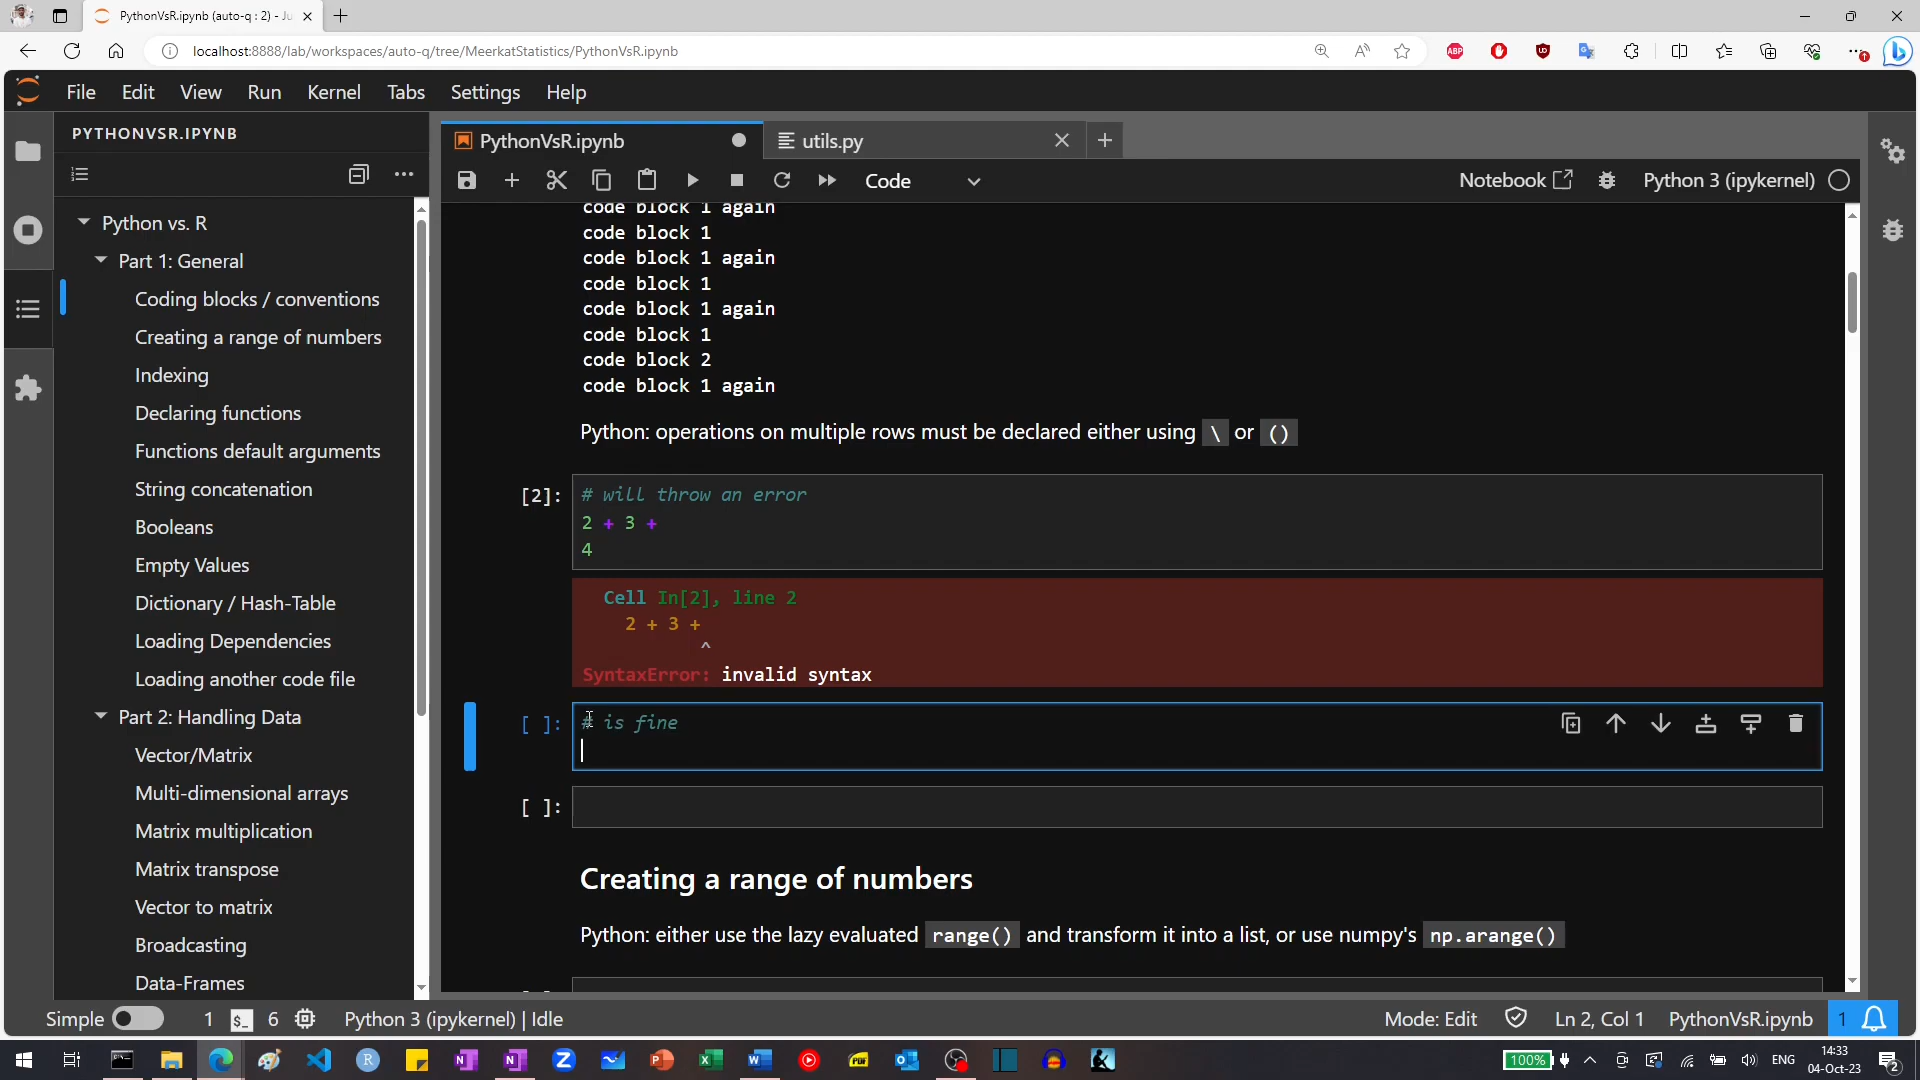 PythonVsR.ipynb (auto-q : 2) - Ju
localhost:8888/lab/workspaces/auto-q/tree/MeerkatStatistics/PythonVsR.ipynb
File Edit View Run Kernel Tabs Settings Help
PYTHONVSR.IPYNB
Python vs. R
Part 1: General
Coding blocks / conventions
Creating a range of numbers
Indexing
Declaring functions
Functions default arguments
String concatenation
Booleans
Empty Values
Dictionary / Hash-Table
Loading Dependencies
Loading another code file
Part 2: Handling Data
Vector/Matrix
Multi-dimensional arrays
Matrix multiplication
Matrix transpose
Vector to matrix
Broadcasting
Data-Frames
PythonVsR.ipynb
utils.py
Code
Notebook
Python 3 (ipykernel)
code block 1 again
code block 1
code block 1 again
code block 1
code block 1 again
code block 1
code block 2
code block 1 again
Python: operations on multiple rows must be declared either using \ or ()
[2]:
# will throw an error
2 + 3 +
4
Cell In[2], line 2
2 + 3 +
^
SyntaxError: invalid syntax
[ ]:
# is fine
[ ]:
Creating a range of numbers
Python: either use the lazy evaluated range() and transform it into a list, or use numpy's np.arange()
Simple 1 $_ 6 Python 3 (ipykernel) | Idle
Mode: Edit Ln 2, Col 1 PythonVsR.ipynb 1
100% ENG
14:33
04-Oct-23
2